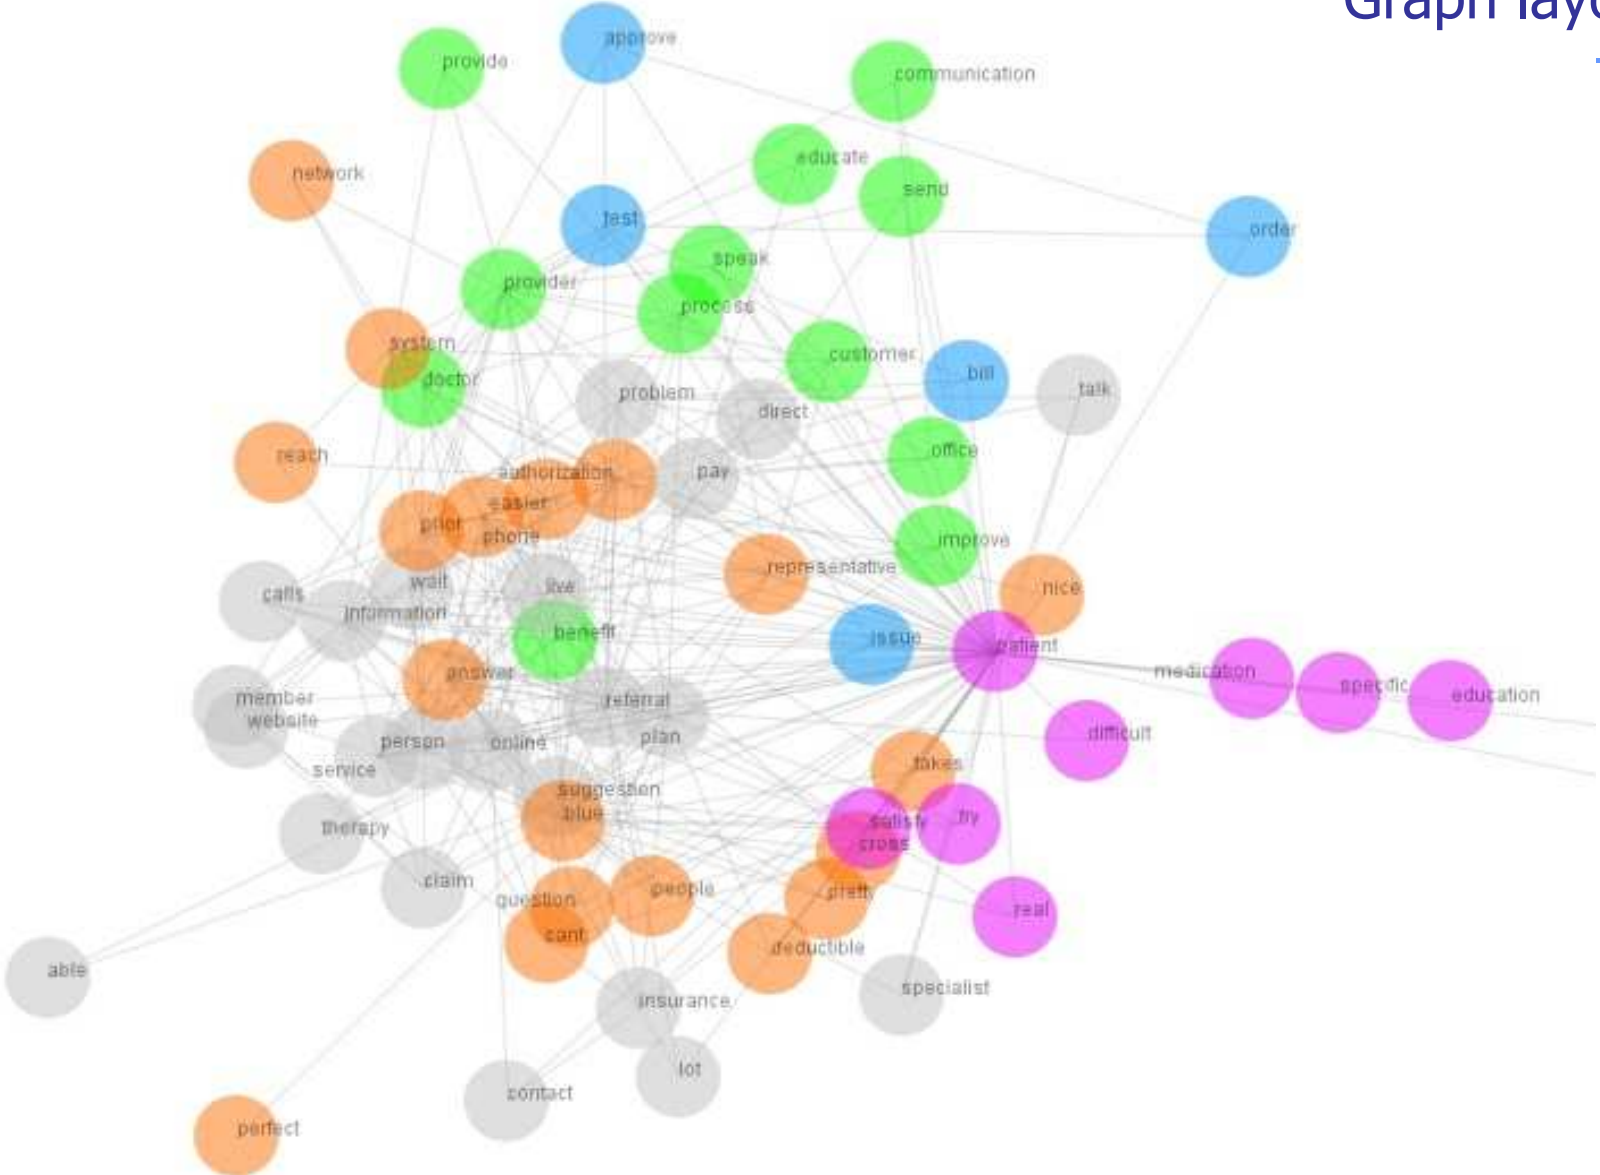 Graph layo
approve
provide
communication
educate
network
send
test
order
speak
provider
process
system
customer
doctor
bill
problem
talk
direct
office
reach
authorization
pay
easier
prior
phone
improve
representative
wait
live
nice
calls
information
benefit
issue
patient
answer
medication
specific
education
member
referral
website
difficult
person
online
plan
takes
service
suggestion
blue
try
satisfy
therapy
cross
claim
people
pretty
question
real
cant
deductible
able
specialist
insurance
lot
contact
perfect